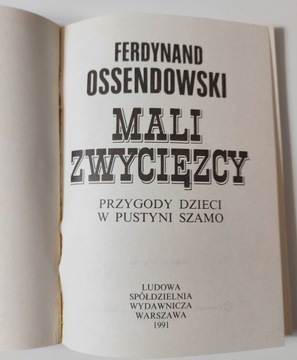 FERDYNAND
OSSENDOWSKI
MALI
ZWYCIĘZCY
PRZYGODY DZIECI
W PUSTYNI SZAMO
LUDOWA
SPÓŁDZIELNIA
WYDAWNICZA
WARSZAWA
1991